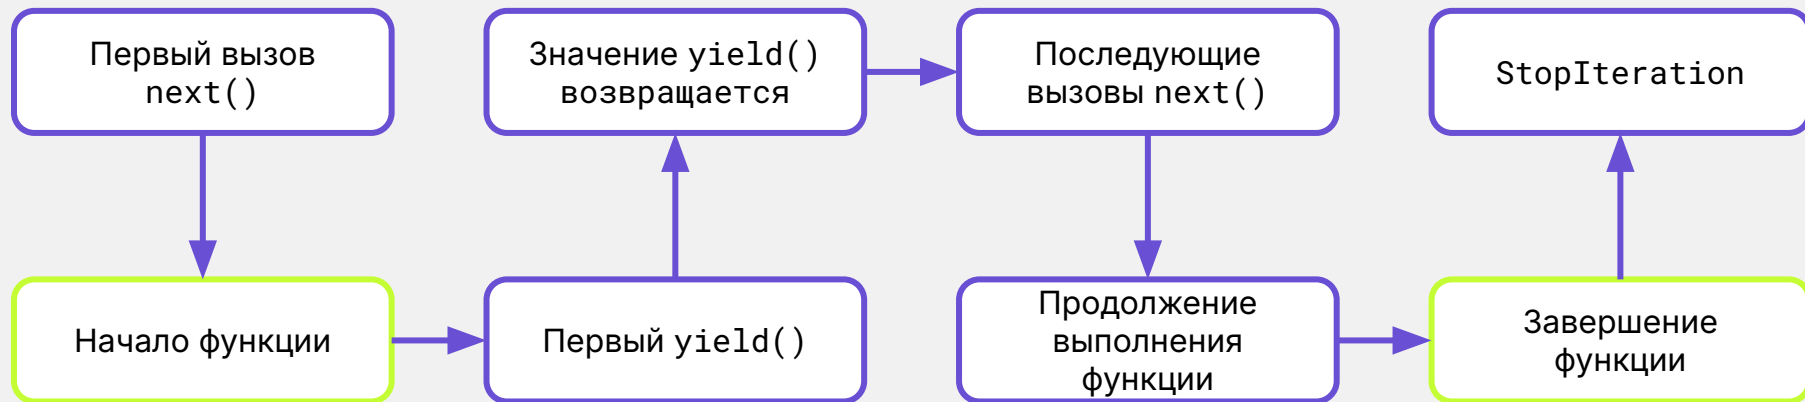 Первый вызов
next()
Значение yield()
возвращается
Последующие
вызовы next()
StopIteration
Начало функции
Первый yield()
Продолжение
выполнения
функции
Завершение
функции